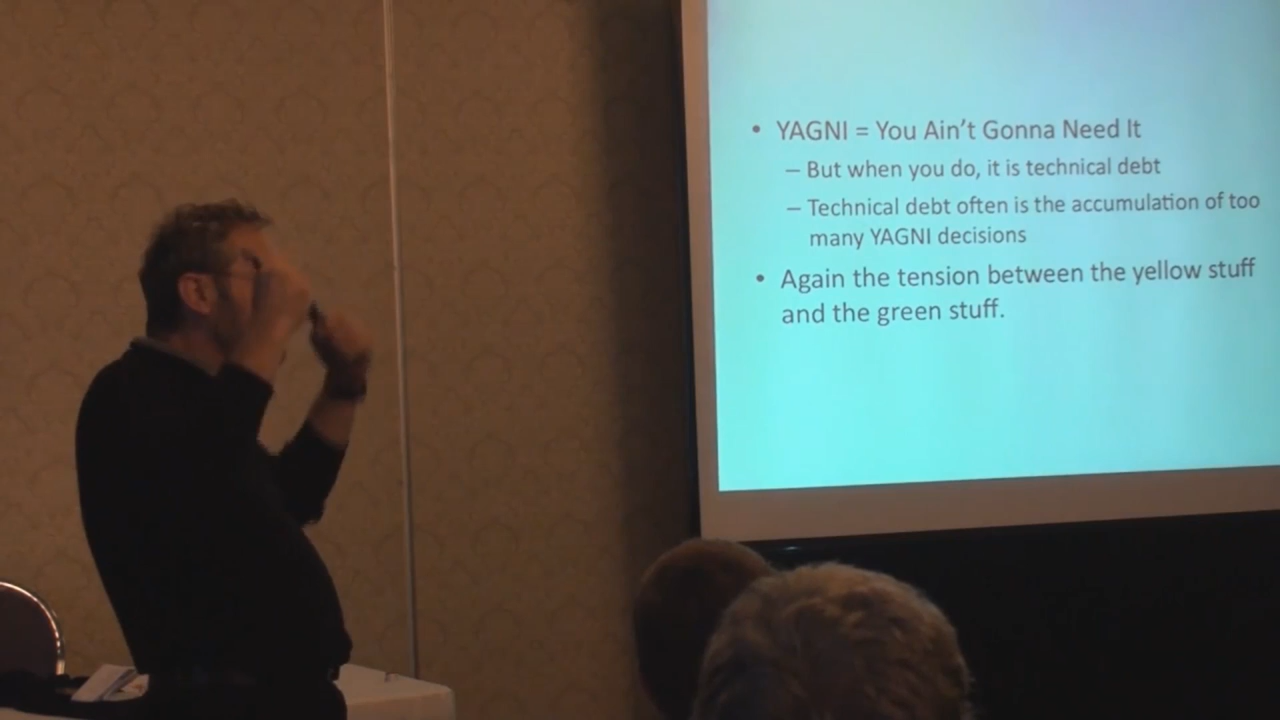 • YAGNI = You Ain't Gonna Need It
– But when you do, it is technical debt
– Technical debt often is the accumulation of too
many YAGNI decisions
• Again the tension between the yellow stuff
and the green stuff.